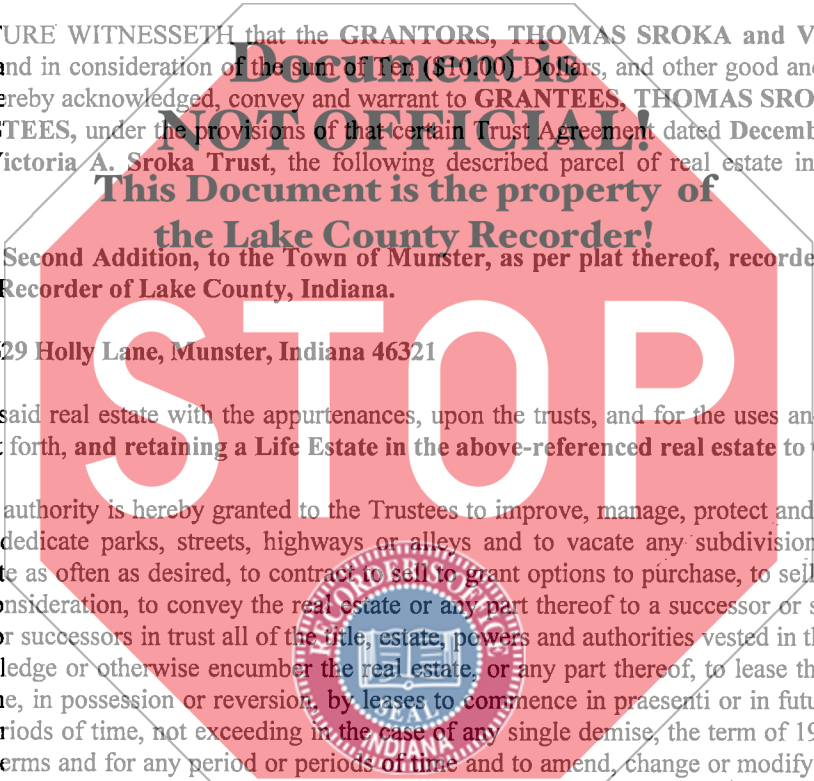 TURE WITNESSETH that the GRANTORS, THOMAS SROKA and V
Document is
and in consideration of the sum of Ten ($10.00) Dollars, and other good and
ereby acknowledged, convey and warrant to GRANTEES, THOMAS SRO
NOT OFFICIAL!
STEES, under the provisions of that certain Trust Agreement dated Decemb
Victoria A. Sroka Trust, the following described parcel of real estate in
This Document is the property of
the Lake County Recorder!
Second Addition, to the Town of Munster, as per plat thereof, recorde
Recorder of Lake County, Indiana.
29 Holly Lane, Munster, Indiana 46321
STOP
said real estate with the appurtenances, upon the trusts, and for the uses an
forth, and retaining a Life Estate in the above-referenced real estate to
authority is hereby granted to the Trustees to improve, manage, protect and
dedicate parks, streets, highways or alleys and to vacate any subdivision
te as often as desired, to contract to sell to grant options to purchase, to sell
onsideration, to convey the real estate or any part thereof to a successor or s
or successors in trust all of the title, estate, powers and authorities vested in th
ledge or otherwise encumber the real estate, or any part thereof, to lease th
ne, in possession or reversion, by leases to commence in praesenti or in futu
riods of time, not exceeding in the case of any single demise, the term of 19
erms and for any period or periods of time and to amend, change or modify
RECORDER'S OFFICE
SEAL
INDIANA